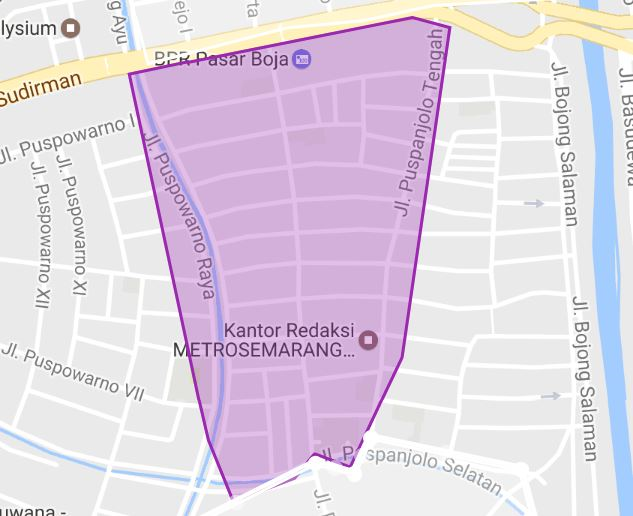 ng Ayu
ejo I
lysium
BPR Pasar Boja
Sudirman
Jl. Puspowarno I
Jl. Puspowarno XI
Jl. Puspowarno XII
Jl. Puspowarno Raya
Jl. Puspanjolo Tengah
Jl. Bojong Salaman
Jl. Basudewa
Kantor Redaksi
METROSEMARANG...
Jl. Puspowarno VII
Jl. Bojong Salaman
Jl. Puspanjolo Selatan
Jl. P
uwana -